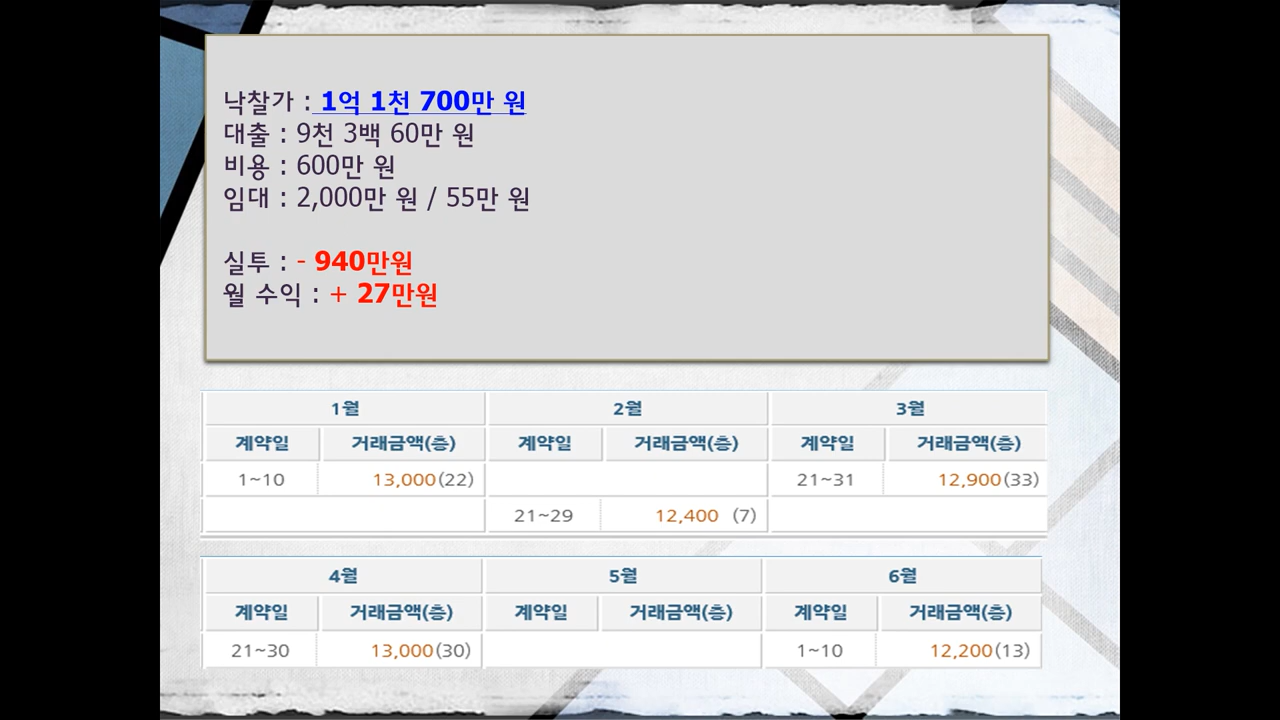 낙찰가 : 1억 1천 700만 원
대출 : 9천 3백 60만 원
비용 : 600만 원
임대 : 2,000만 원 / 55만 원
실투 : - 940만원
월 수익 : + 27만원
1월 2월 3월
계약일 거래금액(층) 계약일 거래금액(층) 계약일 거래금액(층)
1~10 13,000(22) 21~31 12,900(33)
21~29 12,400 (7)
4월 5월 6월
계약일 거래금액(층) 계약일 거래금액(층) 계약일 거래금액(층)
21~30 13,000(30) 1~10 12,200(13)